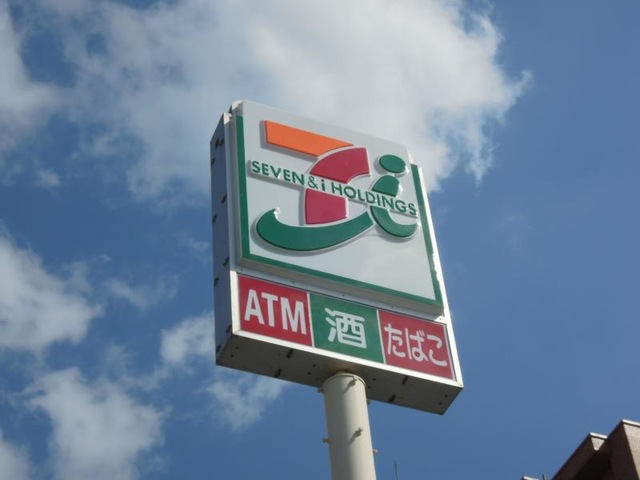 SEVEN & i HOLDINGS
ATM 酒 たばこ